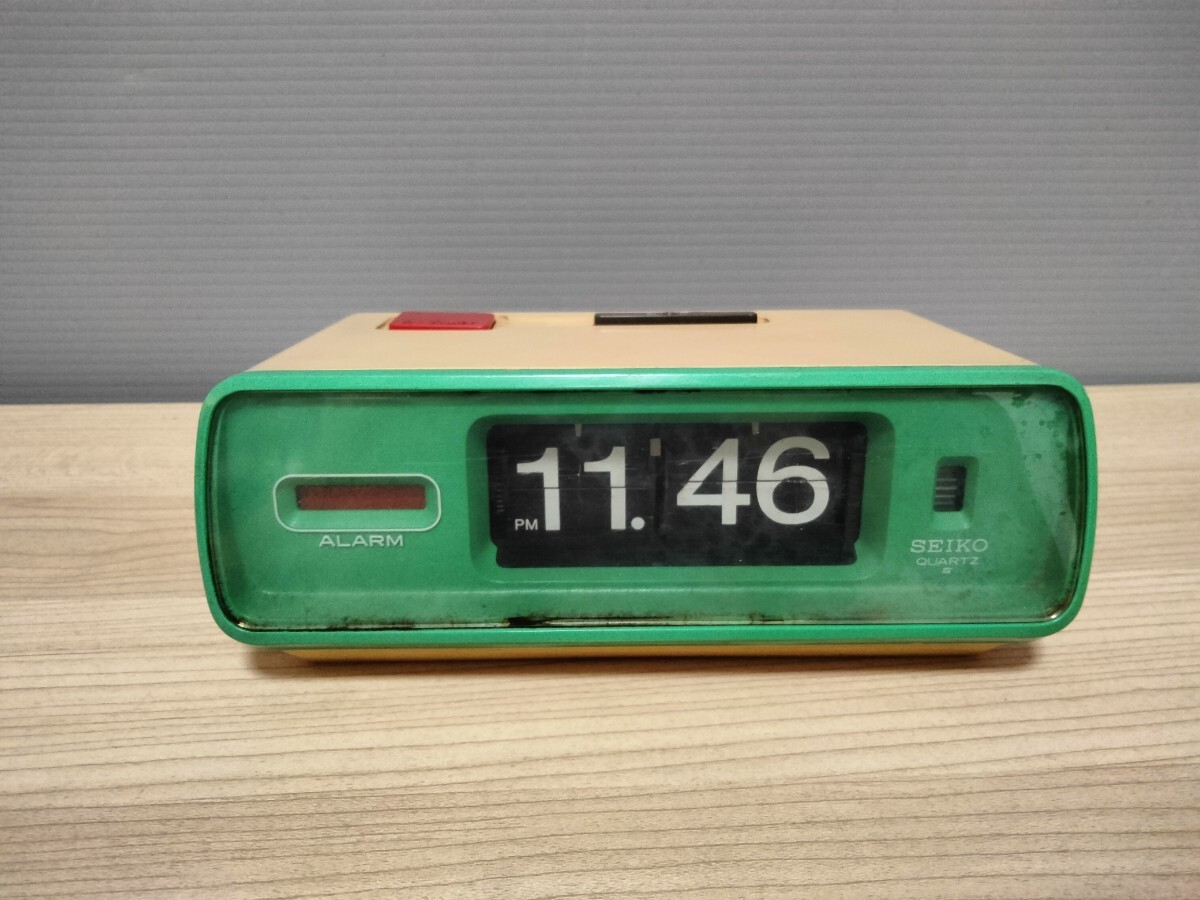 11. 46
PM
ALARM
SEIKO
QUARTZ